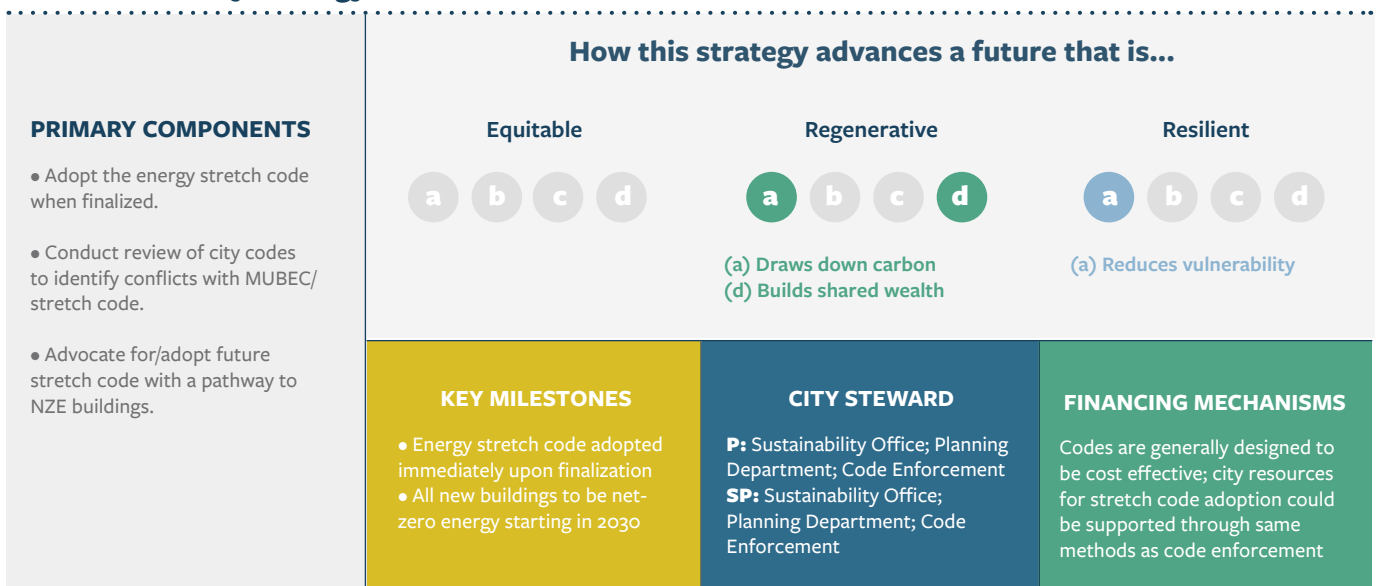 How this strategy advances a future that is...
PRIMARY COMPONENTS
• Adopt the energy stretch code
when finalized.
• Conduct review of city codes
to identify conflicts with MUBEC/
stretch code.
• Advocate for/adopt future
stretch code with a pathway to
NZE buildings.
Equitable
a b c d
Regenerative
a b c d
(a) Draws down carbon
(d) Builds shared wealth
Resilient
a b c d
(a) Reduces vulnerability
KEY MILESTONES
• Energy stretch code adopted
immediately upon finalization
• All new buildings to be net-
zero energy starting in 2030
CITY STEWARD
P: Sustainability Office; Planning
Department; Code Enforcement
SP: Sustainability Office;
Planning Department; Code
Enforcement
FINANCING MECHANISMS
Codes are generally designed to
be cost effective; city resources
for stretch code adoption could
be supported through same
methods as code enforcement